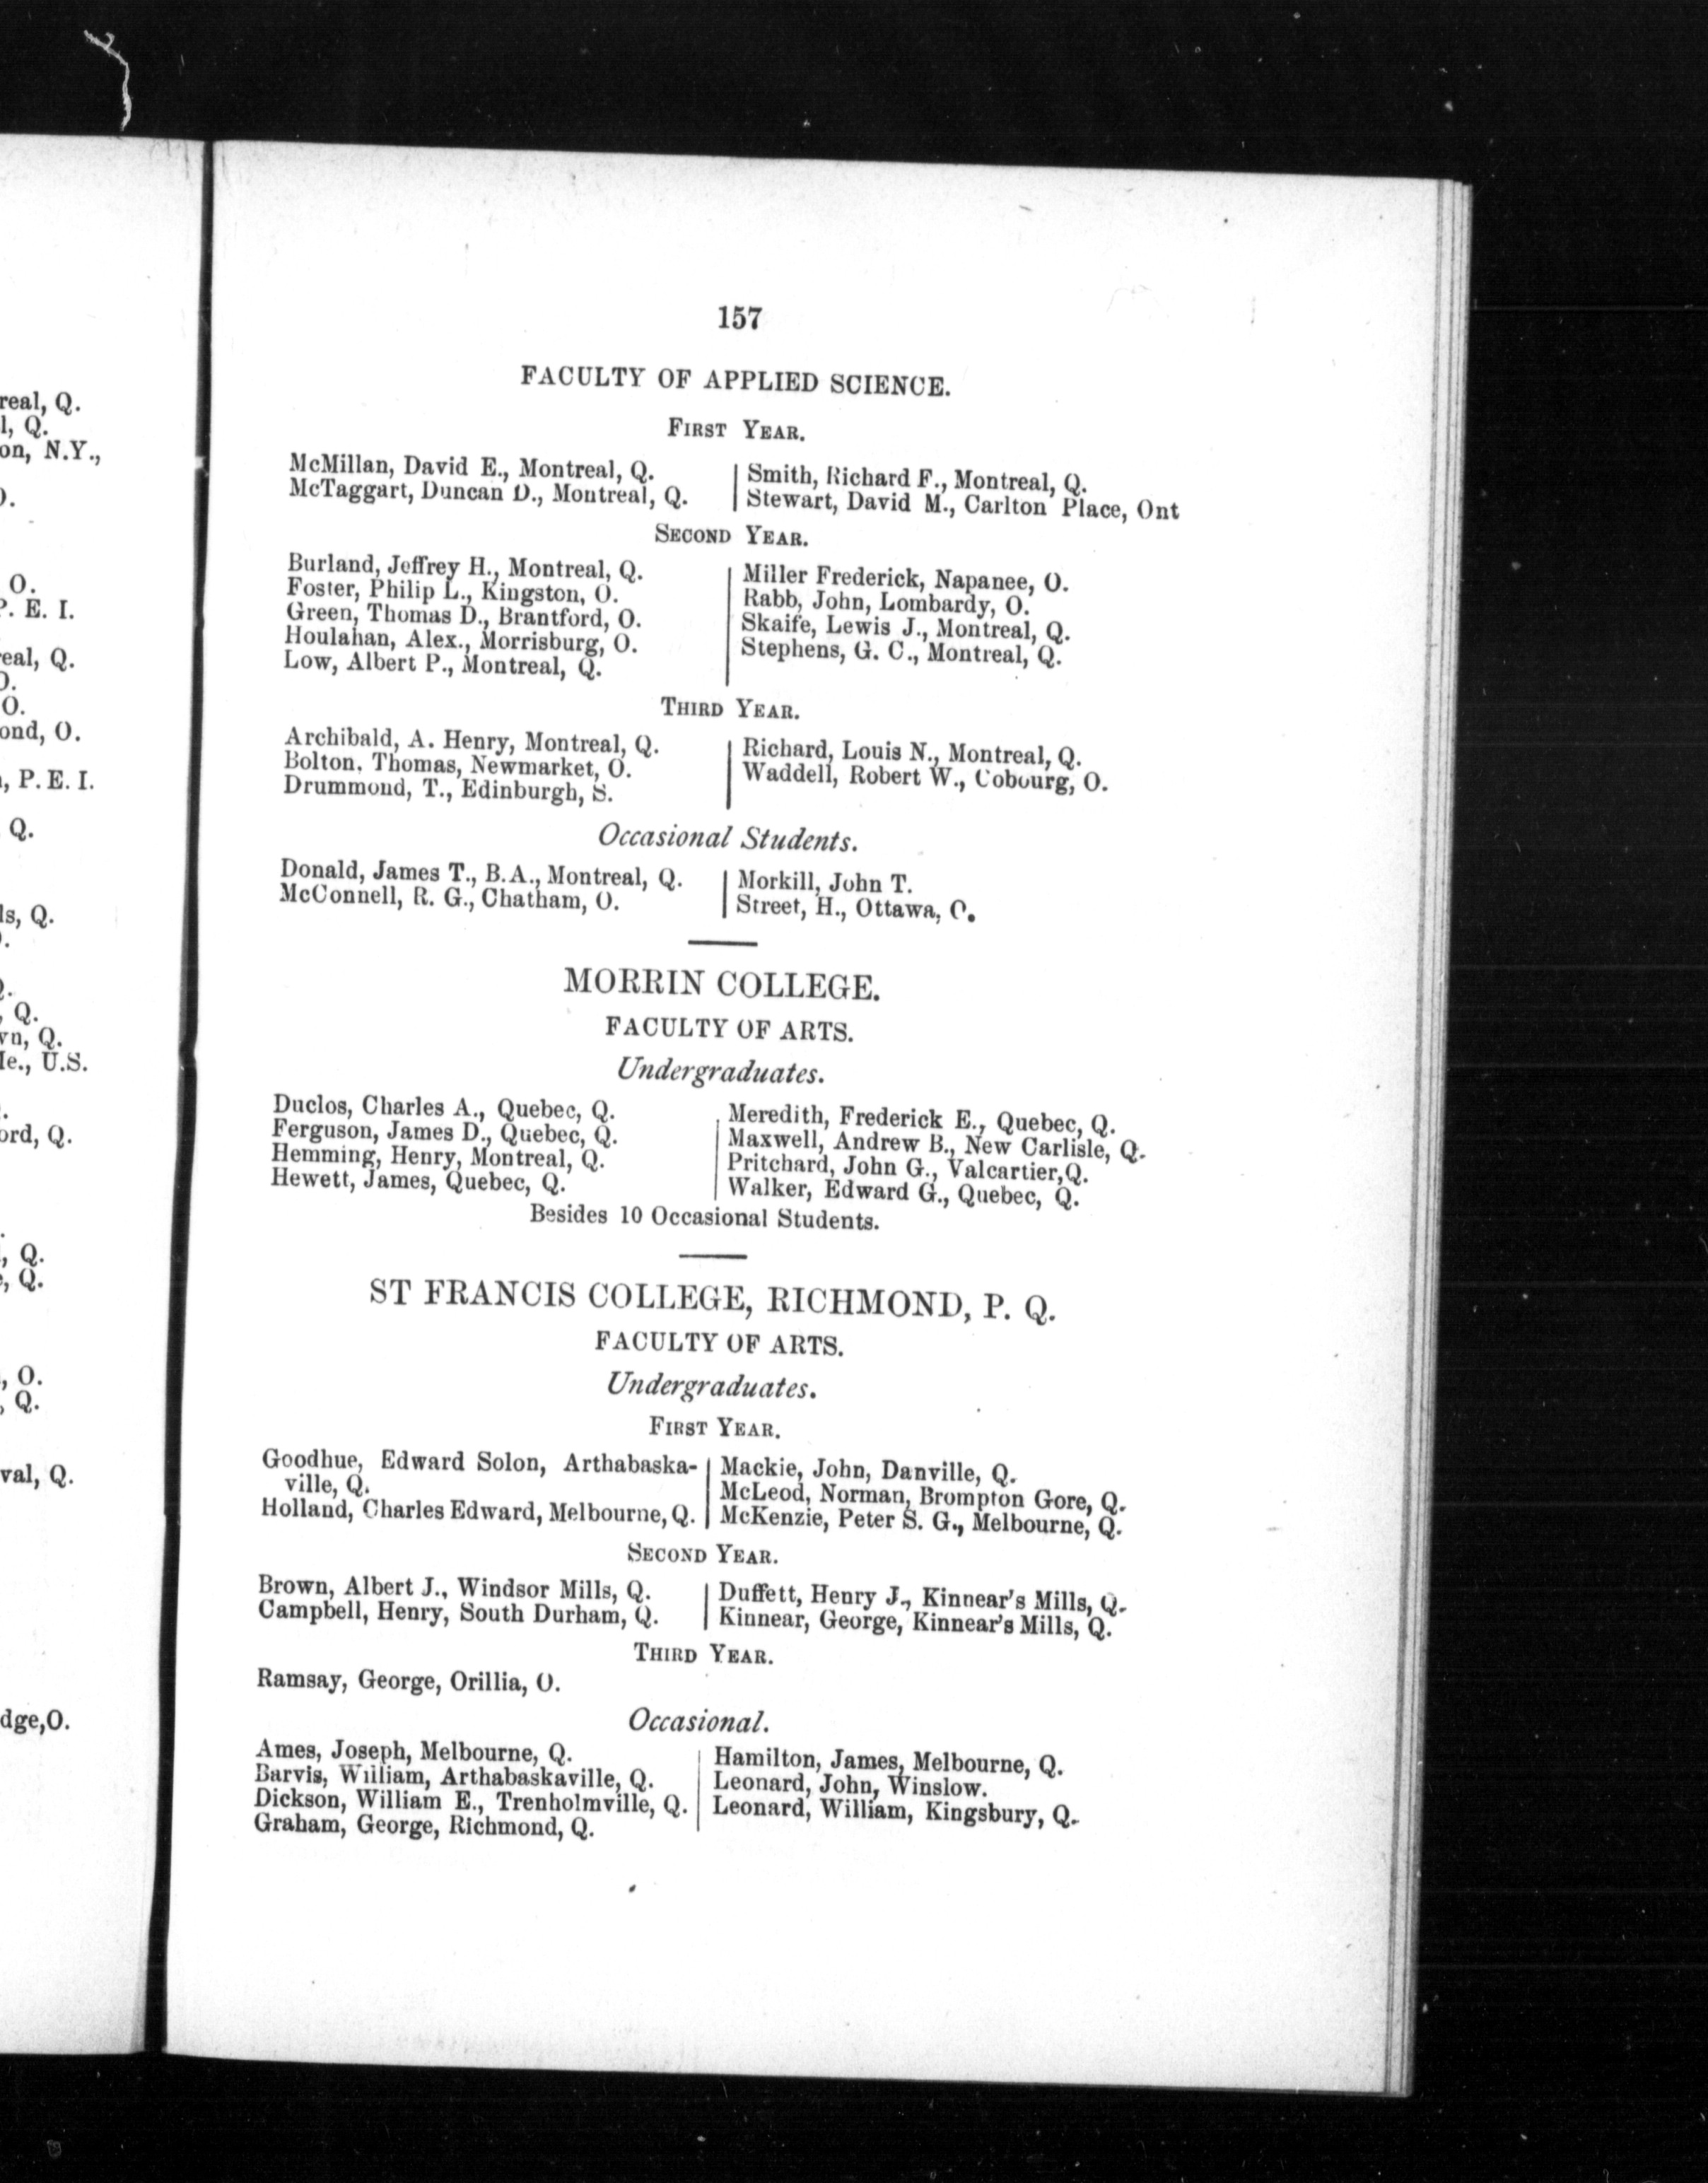 157
FACULTY OF APPLIED SCIENCE.
FIRST YEAR.
McMillan, David E., Montreal, Q.
McTaggart, Duncan D., Montreal, Q.
Smith, Richard F., Montreal, Q.
Stewart, David M., Carlton Place, Ont
SECOND YEAR.
Burland, Jeffrey H., Montreal, Q.
Foster, Philip L., Kingston, O.
Green, Thomas D., Brantford, O.
Houlahan, Alex., Morrisburg, O.
Low, Albert P., Montreal, Q.
Miller Frederick, Napanee, O.
Rabb, John, Lombardy, O.
Skaife, Lewis J., Montreal, Q.
Stephens, G. C., Montreal, Q.
THIRD YEAR.
Archibald, A. Henry, Montreal, Q.
Bolton, Thomas, Newmarket, O.
Drummond, T., Edinburgh, S.
Richard, Louis N., Montreal, Q.
Waddell, Robert W., Cobourg, O.
Occasional Students.
Donald, James T., B.A., Montreal, Q.
McConnell, R. G., Chatham, O.
Morkill, John T.
Street, H., Ottawa, O.
MORRIN COLLEGE.
FACULTY OF ARTS.
Undergraduates.
Duclos, Charles A., Quebec, Q.
Ferguson, James D., Quebec, Q.
Hemming, Henry, Montreal, Q.
Hewett, James, Quebec, Q.
Meredith, Frederick E., Quebec, Q.
Maxwell, Andrew B., New Carlisle, Q.
Pritchard, John G., Valcartier,Q.
Walker, Edward G., Quebec, Q.
Besides 10 Occasional Students.
ST FRANCIS COLLEGE, RICHMOND, P. Q.
FACULTY OF ARTS.
Undergraduates.
FIRST YEAR.
Goodhue, Edward Solon, Arthabaska-
ville, Q.
Holland, Charles Edward, Melbourne, Q.
Mackie, John, Danville, Q.
McLeod, Norman, Brompton Gore, Q.
McKenzie, Peter S. G., Melbourne, Q.
SECOND YEAR.
Brown, Albert J., Windsor Mills, Q.
Campbell, Henry, South Durham, Q.
Duffett, Henry J., Kinnear's Mills, Q.
Kinnear, George, Kinnear's Mills, Q.
THIRD YEAR.
Ramsay, George, Orillia, O.
Occasional.
Ames, Joseph, Melbourne, Q.
Barvis, William, Arthabaskaville, Q.
Dickson, William E., Trenholmville, Q.
Graham, George, Richmond, Q.
Hamilton, James, Melbourne, Q.
Leonard, John, Winslow.
Leonard, William, Kingsbury, Q.